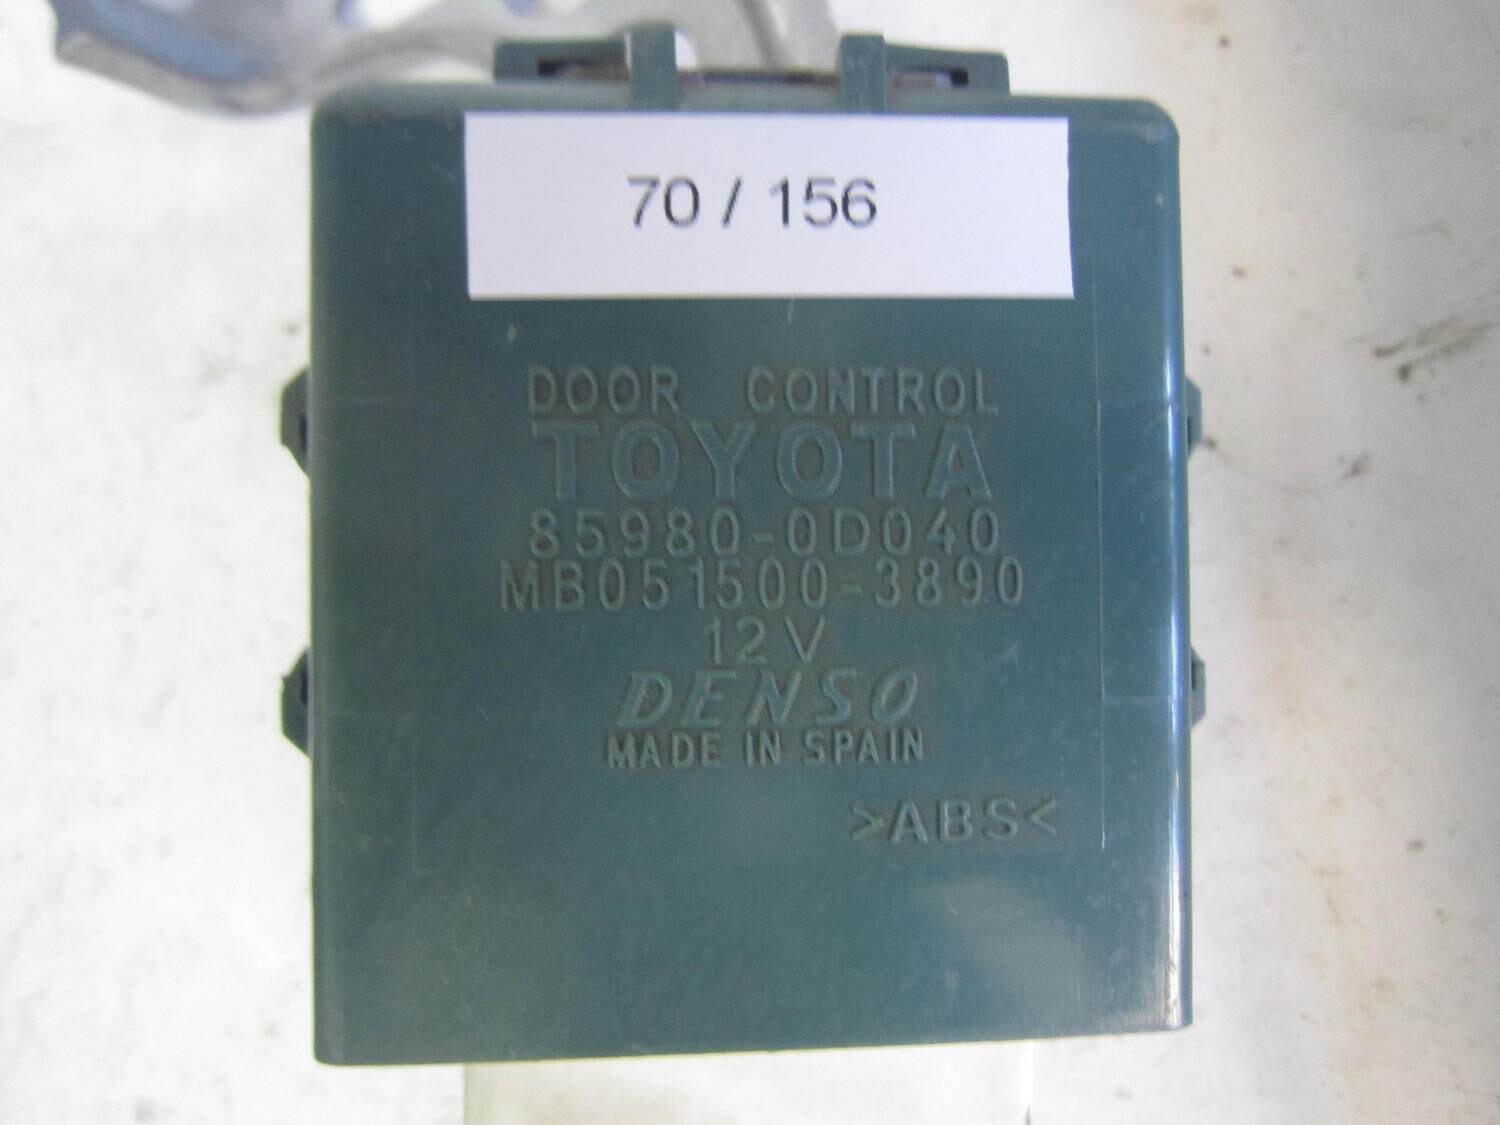 70 / 156
DOOR CONTROL
TOYOTA
85980-0D040
MB051500-3890
12V
DENSO
MADE IN SPAIN
>ABS<